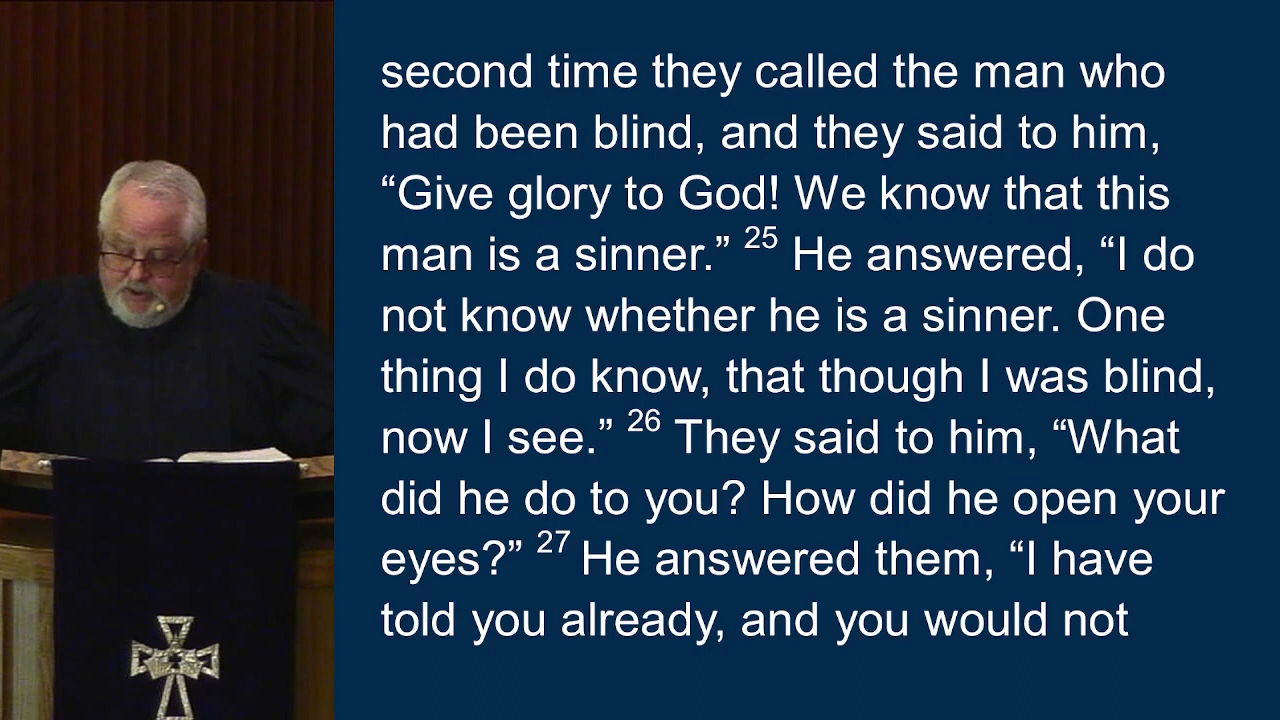 second time they called the man who
had been blind, and they said to him,
“Give glory to God! We know that this
man is a sinner.” 25 He answered, “I do
not know whether he is a sinner. One
thing I do know, that though I was blind,
now I see.” 26 They said to him, “What
did he do to you? How did he open your
eyes?” 27 He answered them, “I have
told you already, and you would not